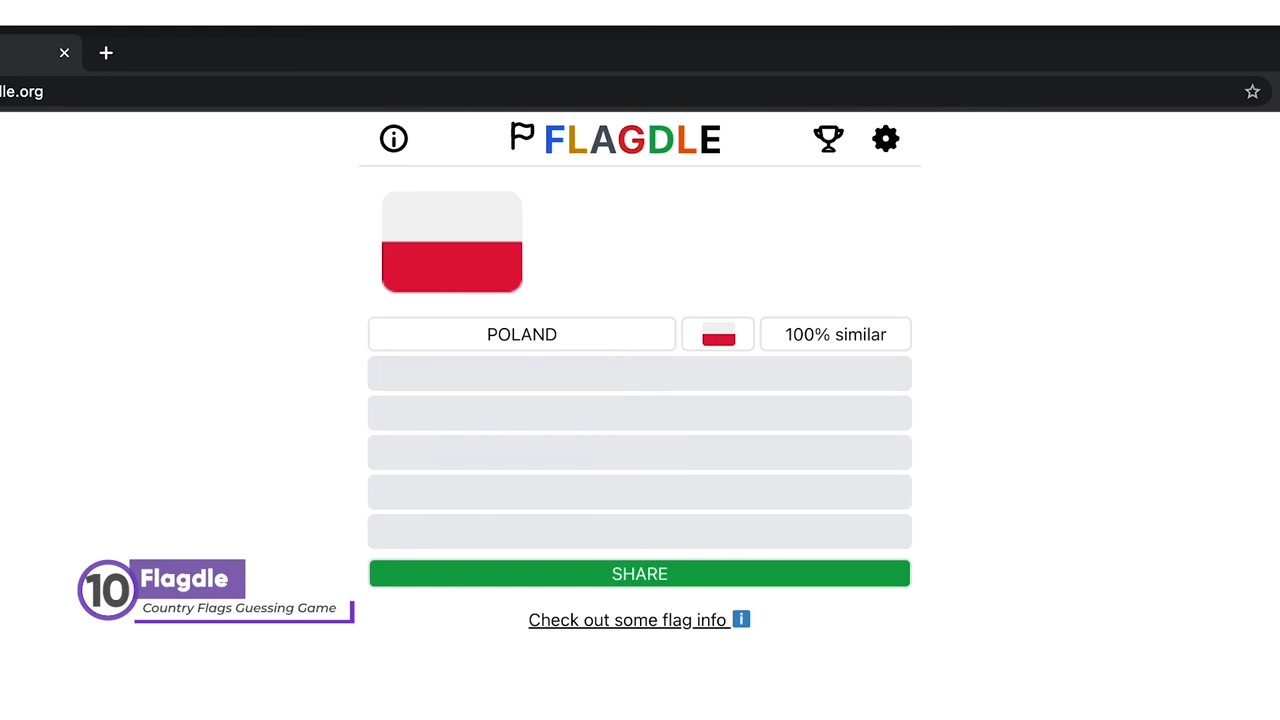 lle.org
FLAGDLE
POLAND
100% similar
SHARE
10
Flagdle
Country Flags Guessing Game
Check out some flag info